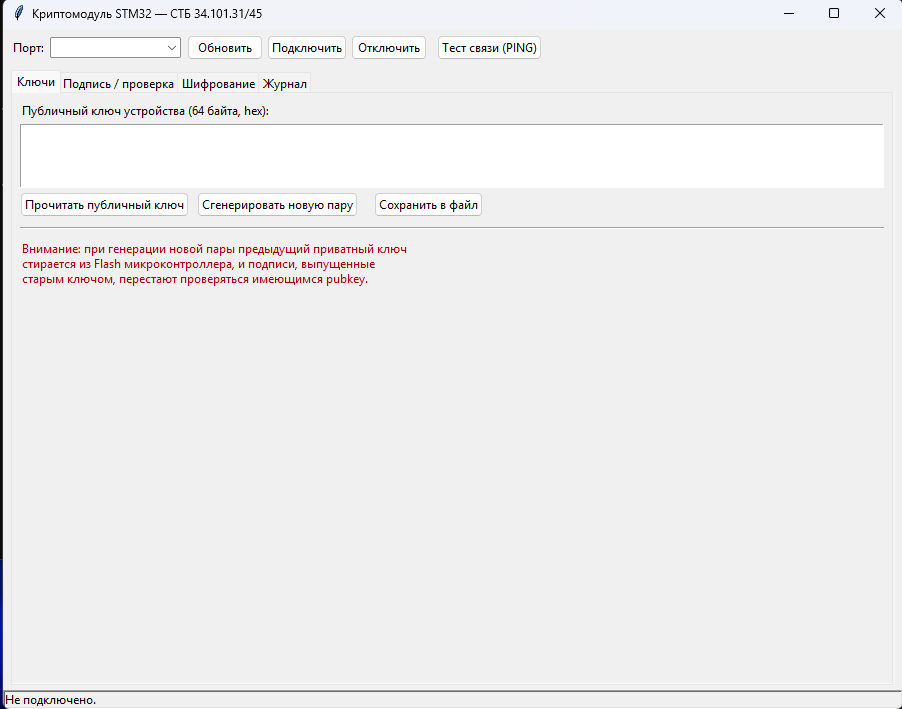 Криптомодуль STM32 — СТБ 34.101.31/45
Порт: Обновить Подключить Отключить Тест связи (PING)
Ключи Подпись / проверка Шифрование Журнал
Публичный ключ устройства (64 байта, hex):
Прочитать публичный ключ Сгенерировать новую пару Сохранить в файл
Внимание: при генерации новой пары предыдущий приватный ключ
стирается из Flash микроконтроллера, и подписи, выпущенные
старым ключом, перестают проверяться имеющимся pubkey.
Не подключено.